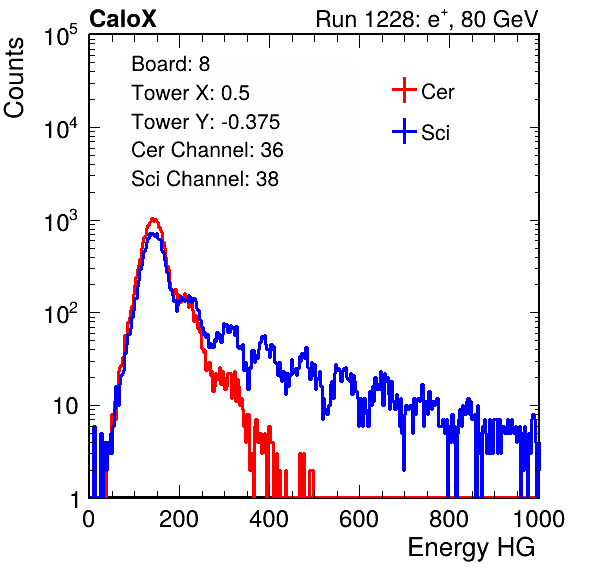 CaloX Run 1228: e⁺, 80 GeV
Counts
Board: 8
Tower X: 0.5
Tower Y: -0.375
Cer Channel: 36
Sci Channel: 38
Cer
Sci
10⁵
10⁴
10³
10²
10
1
0 200 400 600 800 1000
Energy HG